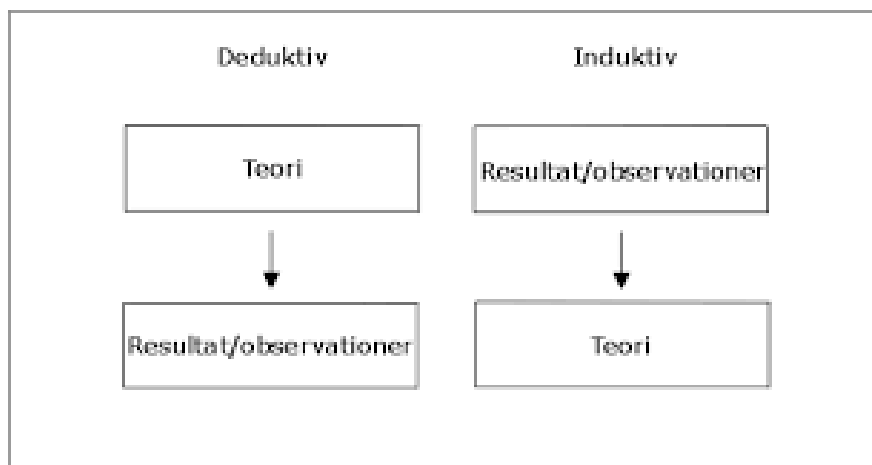 Deduktiv
Induktiv
Teori
Resultat/observationer
Resultat/observationer
Teori